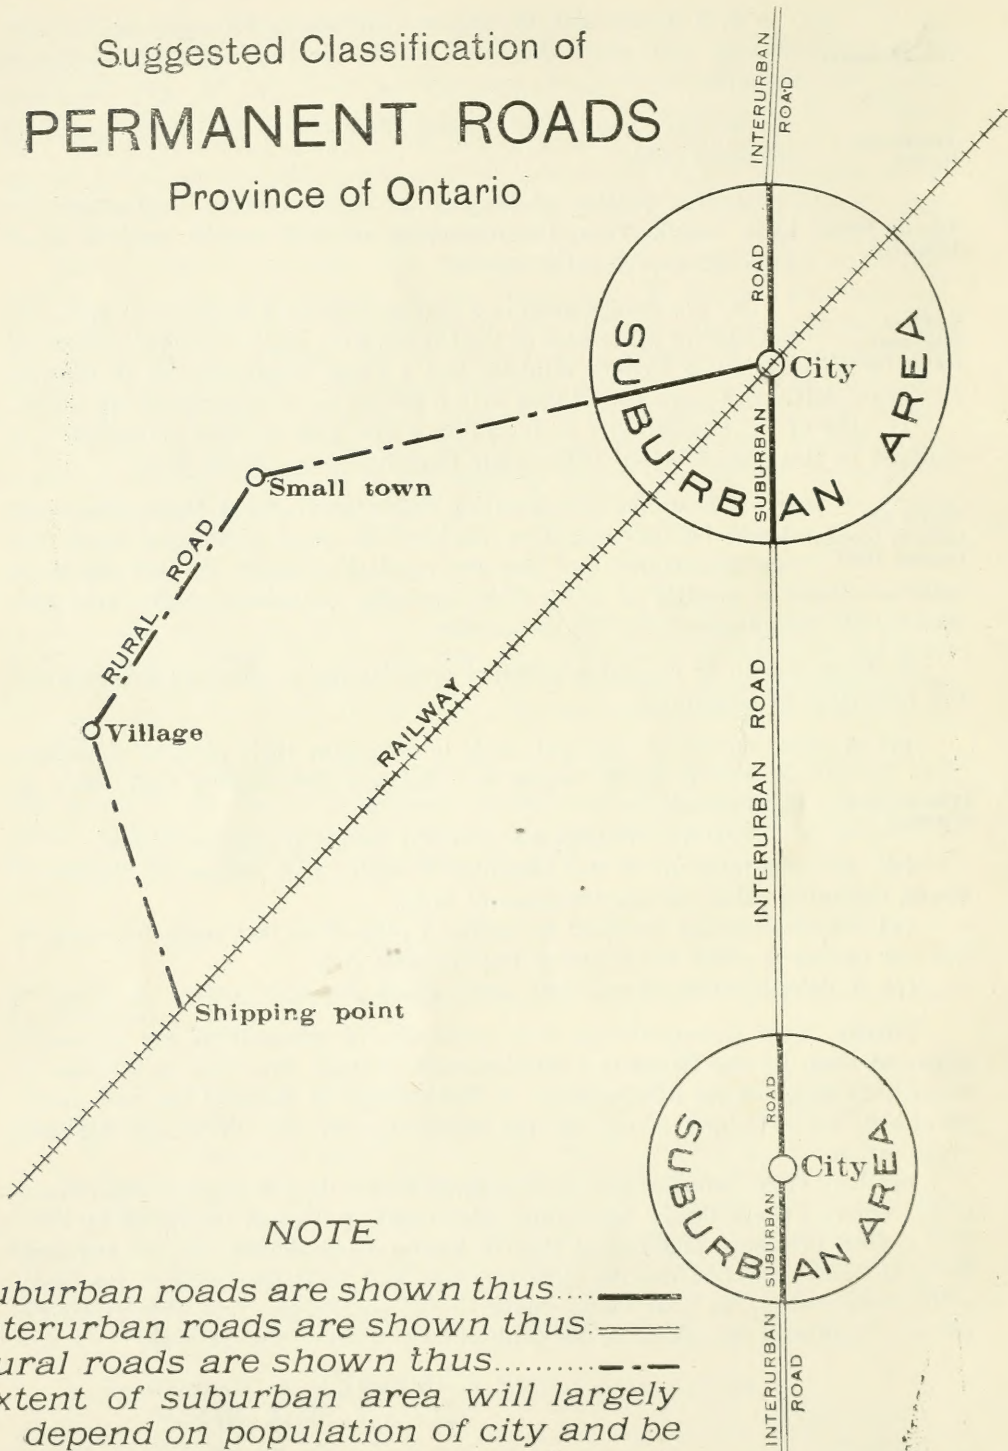 Suggested Classification of
PERMANENT ROADS
Province of Ontario
INTERURBAN
ROAD
ROAD
City
SUBURBAN AREA
SUBURBAN
Small town
RURAL ROAD
Village
RAILWAY
INTERURBAN ROAD
Shipping point
ROAD
City
SUBURBAN AREA
SUBURBAN
INTERURBAN
ROAD
NOTE
uburban roads are shown thus....
terurban roads are shown thus.
ural roads are shown thus..........
xtent of suburban area will largely
depend on population of city and be